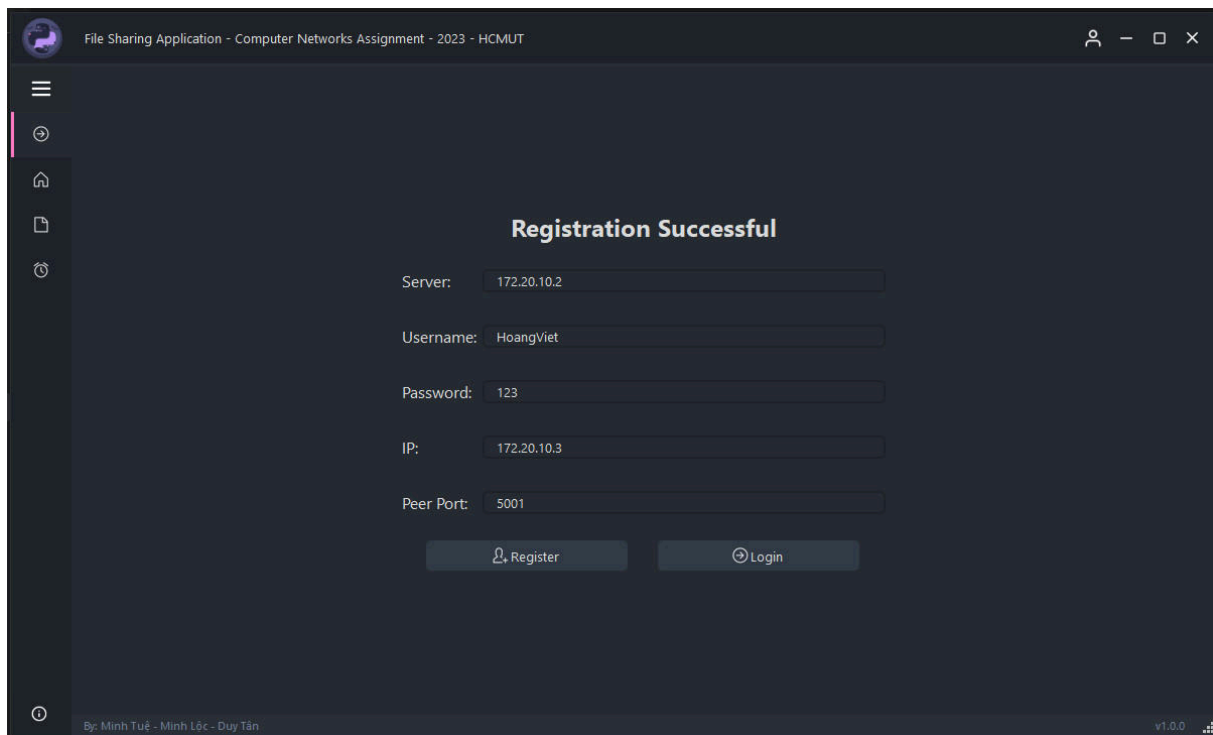 File Sharing Application - Computer Networks Assignment - 2023 - HCMUT
Registration Successful
Server: 172.20.10.2
Username: HoangViet
Password: 123
IP: 172.20.10.3
Peer Port: 5001
Register Login
By: Minh Tuệ - Minh Lộc - Duy Tân v1.0.0